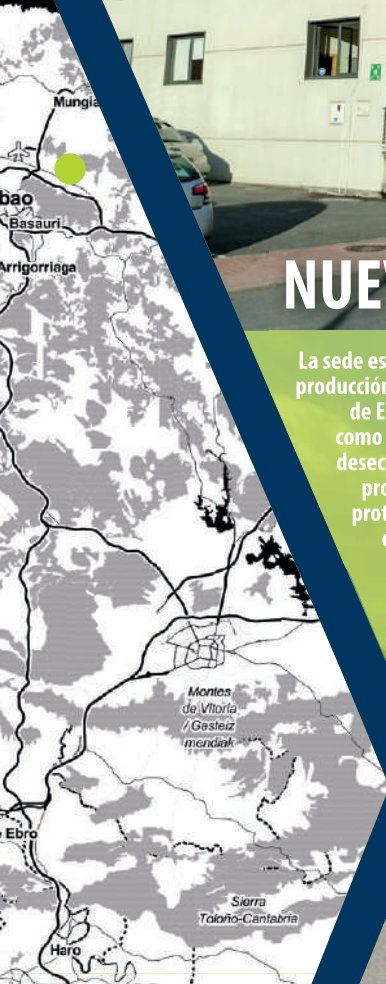 Mungia
bao
Basauri
Arrigorriaga
NUEV
La sede es
producción
de E
como
desec
pro
prot
Montes
de Vitoria
/ Gasteiz
mendiak
Ebro
Sierra
Toloño-Cantabria
Haro